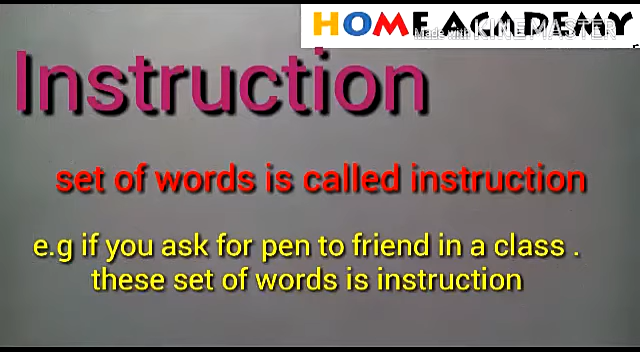 HOME ACADEMY
Made with KINEMASTER
Instruction
set of words is called instruction
e.g if you ask for pen to friend in a class .
these set of words is instruction